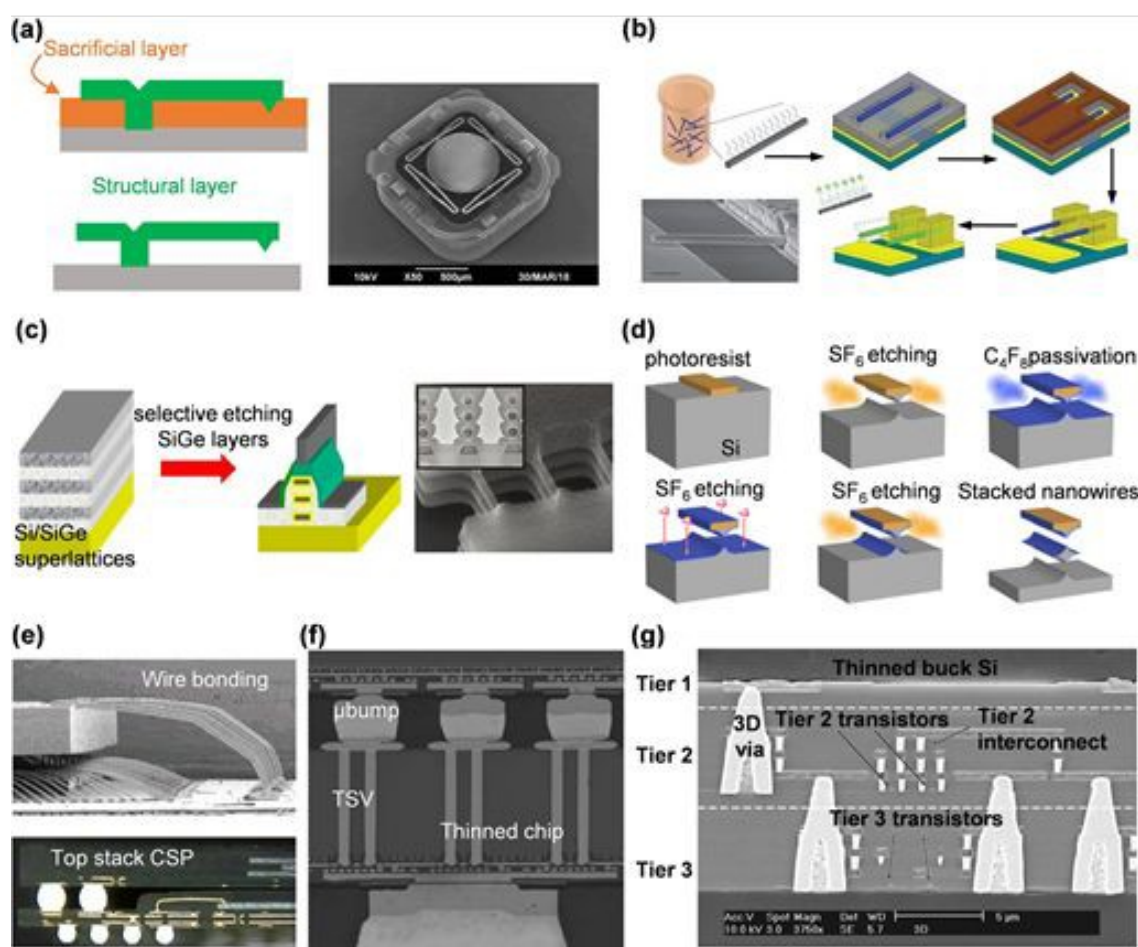 (a)
Sacrificial layer
Structural layer
10kV X50 500µm 30/MAR/18
(b)
(c)
selective etching
SiGe layers
Si/SiGe
superlattices
(d)
photoresist
Si
SF6 etching
C4F8passivation
SF6 etching
SF6 etching
Stacked nanowires
(e)
Wire bonding
Top stack CSP
(f)
µbump
TSV
Thinned chip
(g)
Tier 1
Tier 2
Tier 3
Thinned buck Si
3D
via
Tier 2 transistors
Tier 2
interconnect
Tier 3 transistors
Acc.V Spot Magn Det WD
10.0 kV 3.0 3750x SE 5.7 3D
5 µm